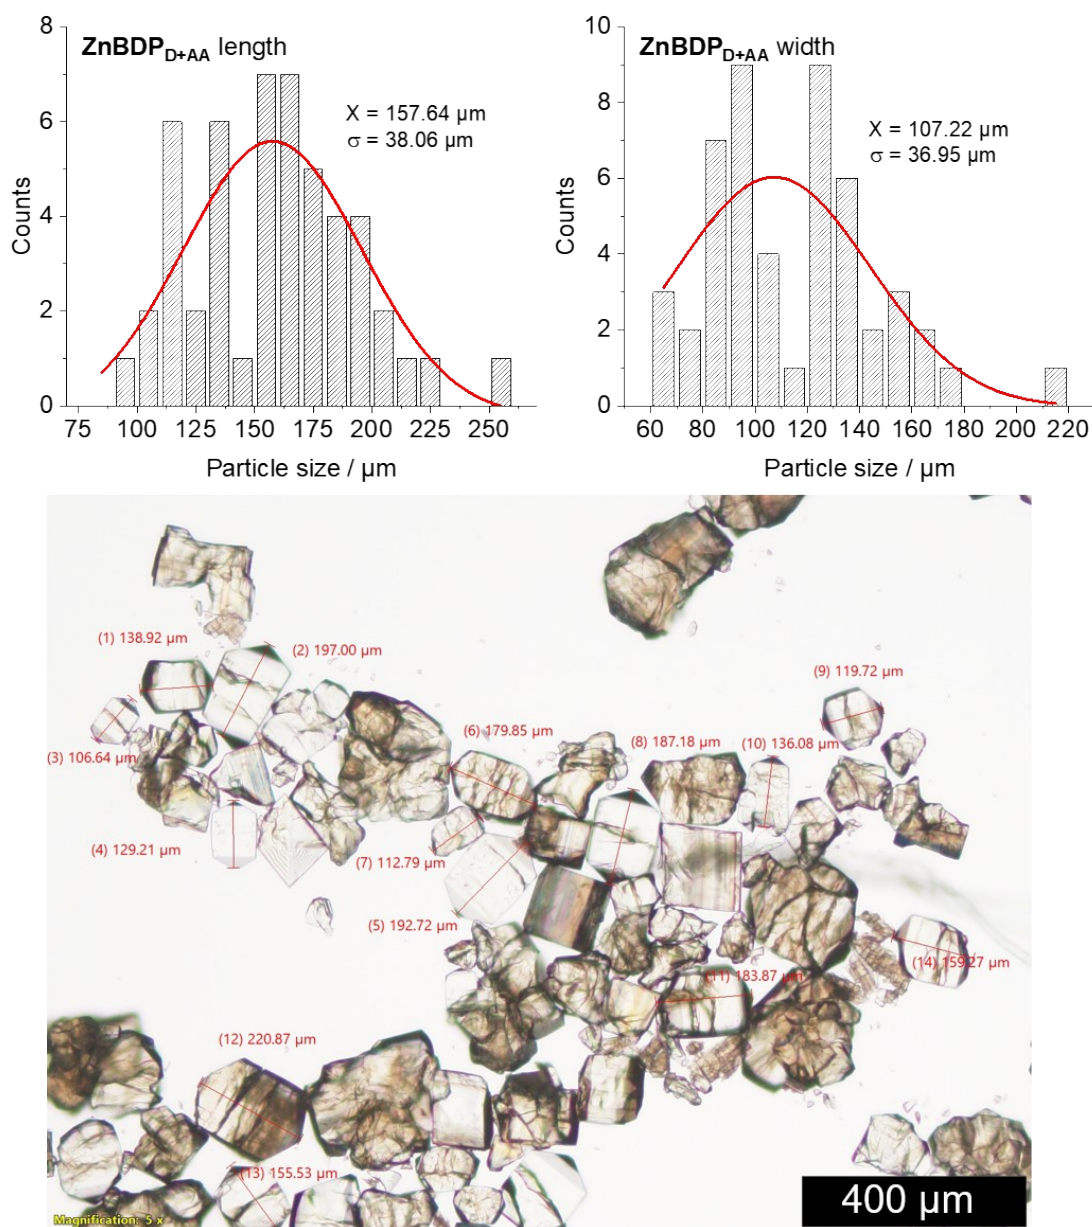 ZnBDP_D+AA length
X = 157.64 µm
σ = 38.06 µm
8
6
4
2
0
Counts
75 100 125 150 175 200 225 250
Particle size / µm
ZnBDP_D+AA width
X = 107.22 µm
σ = 36.95 µm
10
8
6
4
2
0
Counts
60 80 100 120 140 160 180 200 220
Particle size / µm
(1) 138.92 µm
(2) 197.00 µm
(9) 119.72 µm
(6) 179.85 µm
(8) 187.18 µm
(10) 136.08 µm
(3) 106.64 µm
(4) 129.21 µm
(7) 112.79 µm
(5) 192.72 µm
(14) 159.27 µm
(11) 183.87 µm
(12) 220.87 µm
(13) 155.53 µm
400 µm
Magnification: 5 x